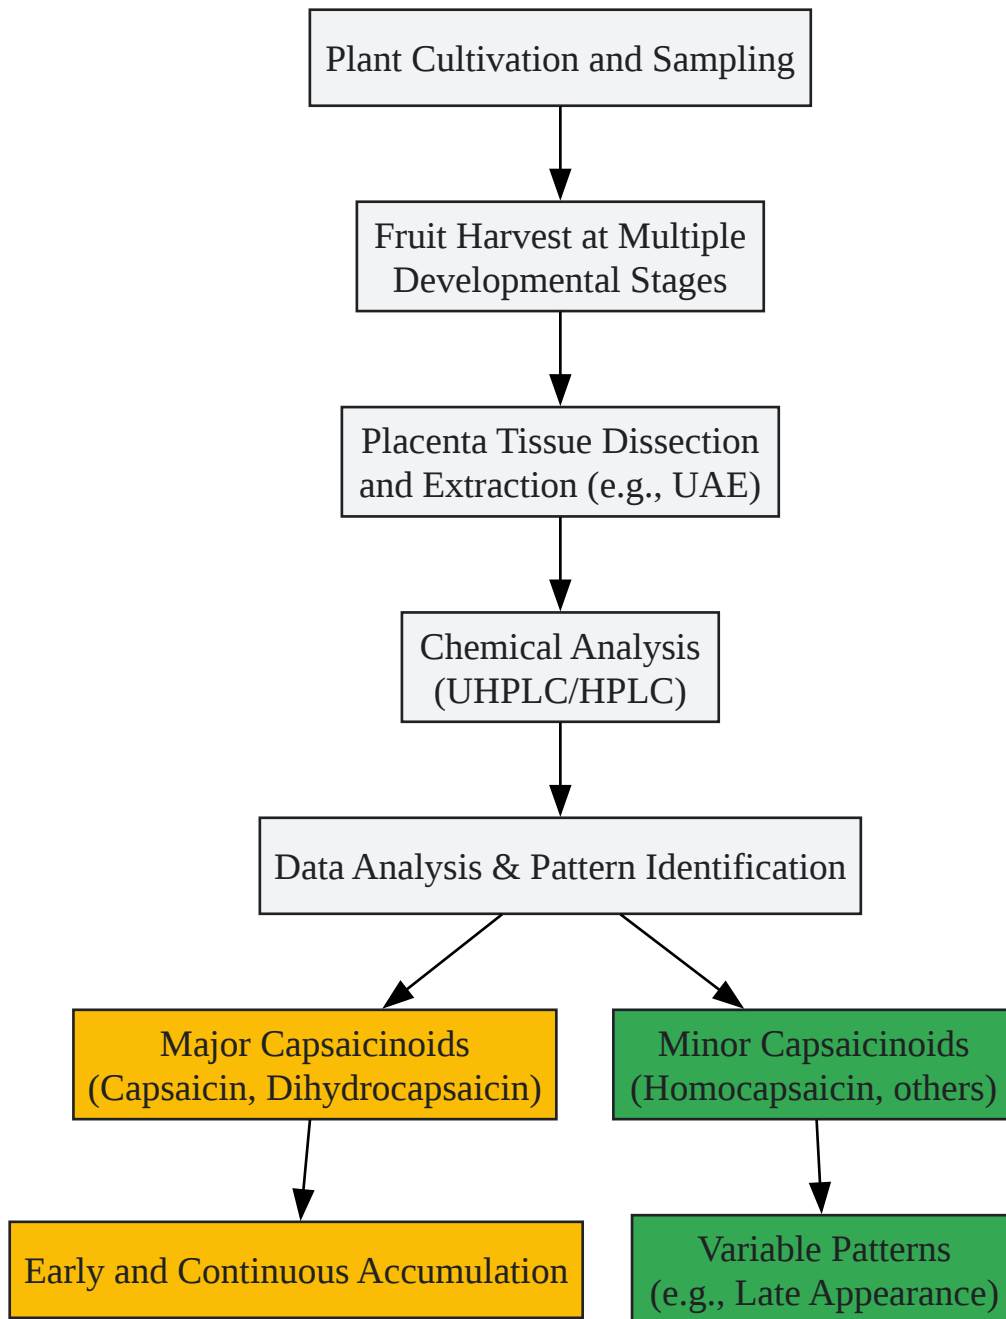 Plant Cultivation and Sampling
Fruit Harvest at Multiple
Developmental Stages
Placenta Tissue Dissection
and Extraction (e.g., UAE)
Chemical Analysis
(UHPLC/HPLC)
Data Analysis & Pattern Identification
Major Capsaicinoids
(Capsaicin, Dihydrocapsaicin)
Minor Capsaicinoids
(Homocapsaicin, others)
Early and Continuous Accumulation
Variable Patterns
(e.g., Late Appearance)